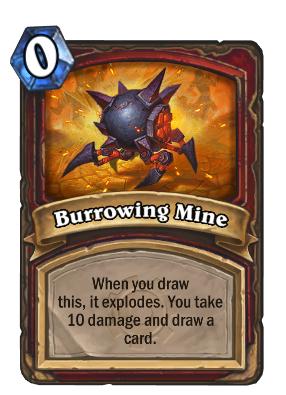 0
Burrowing Mine
When you draw
this, it explodes. You take
10 damage and draw a
card.